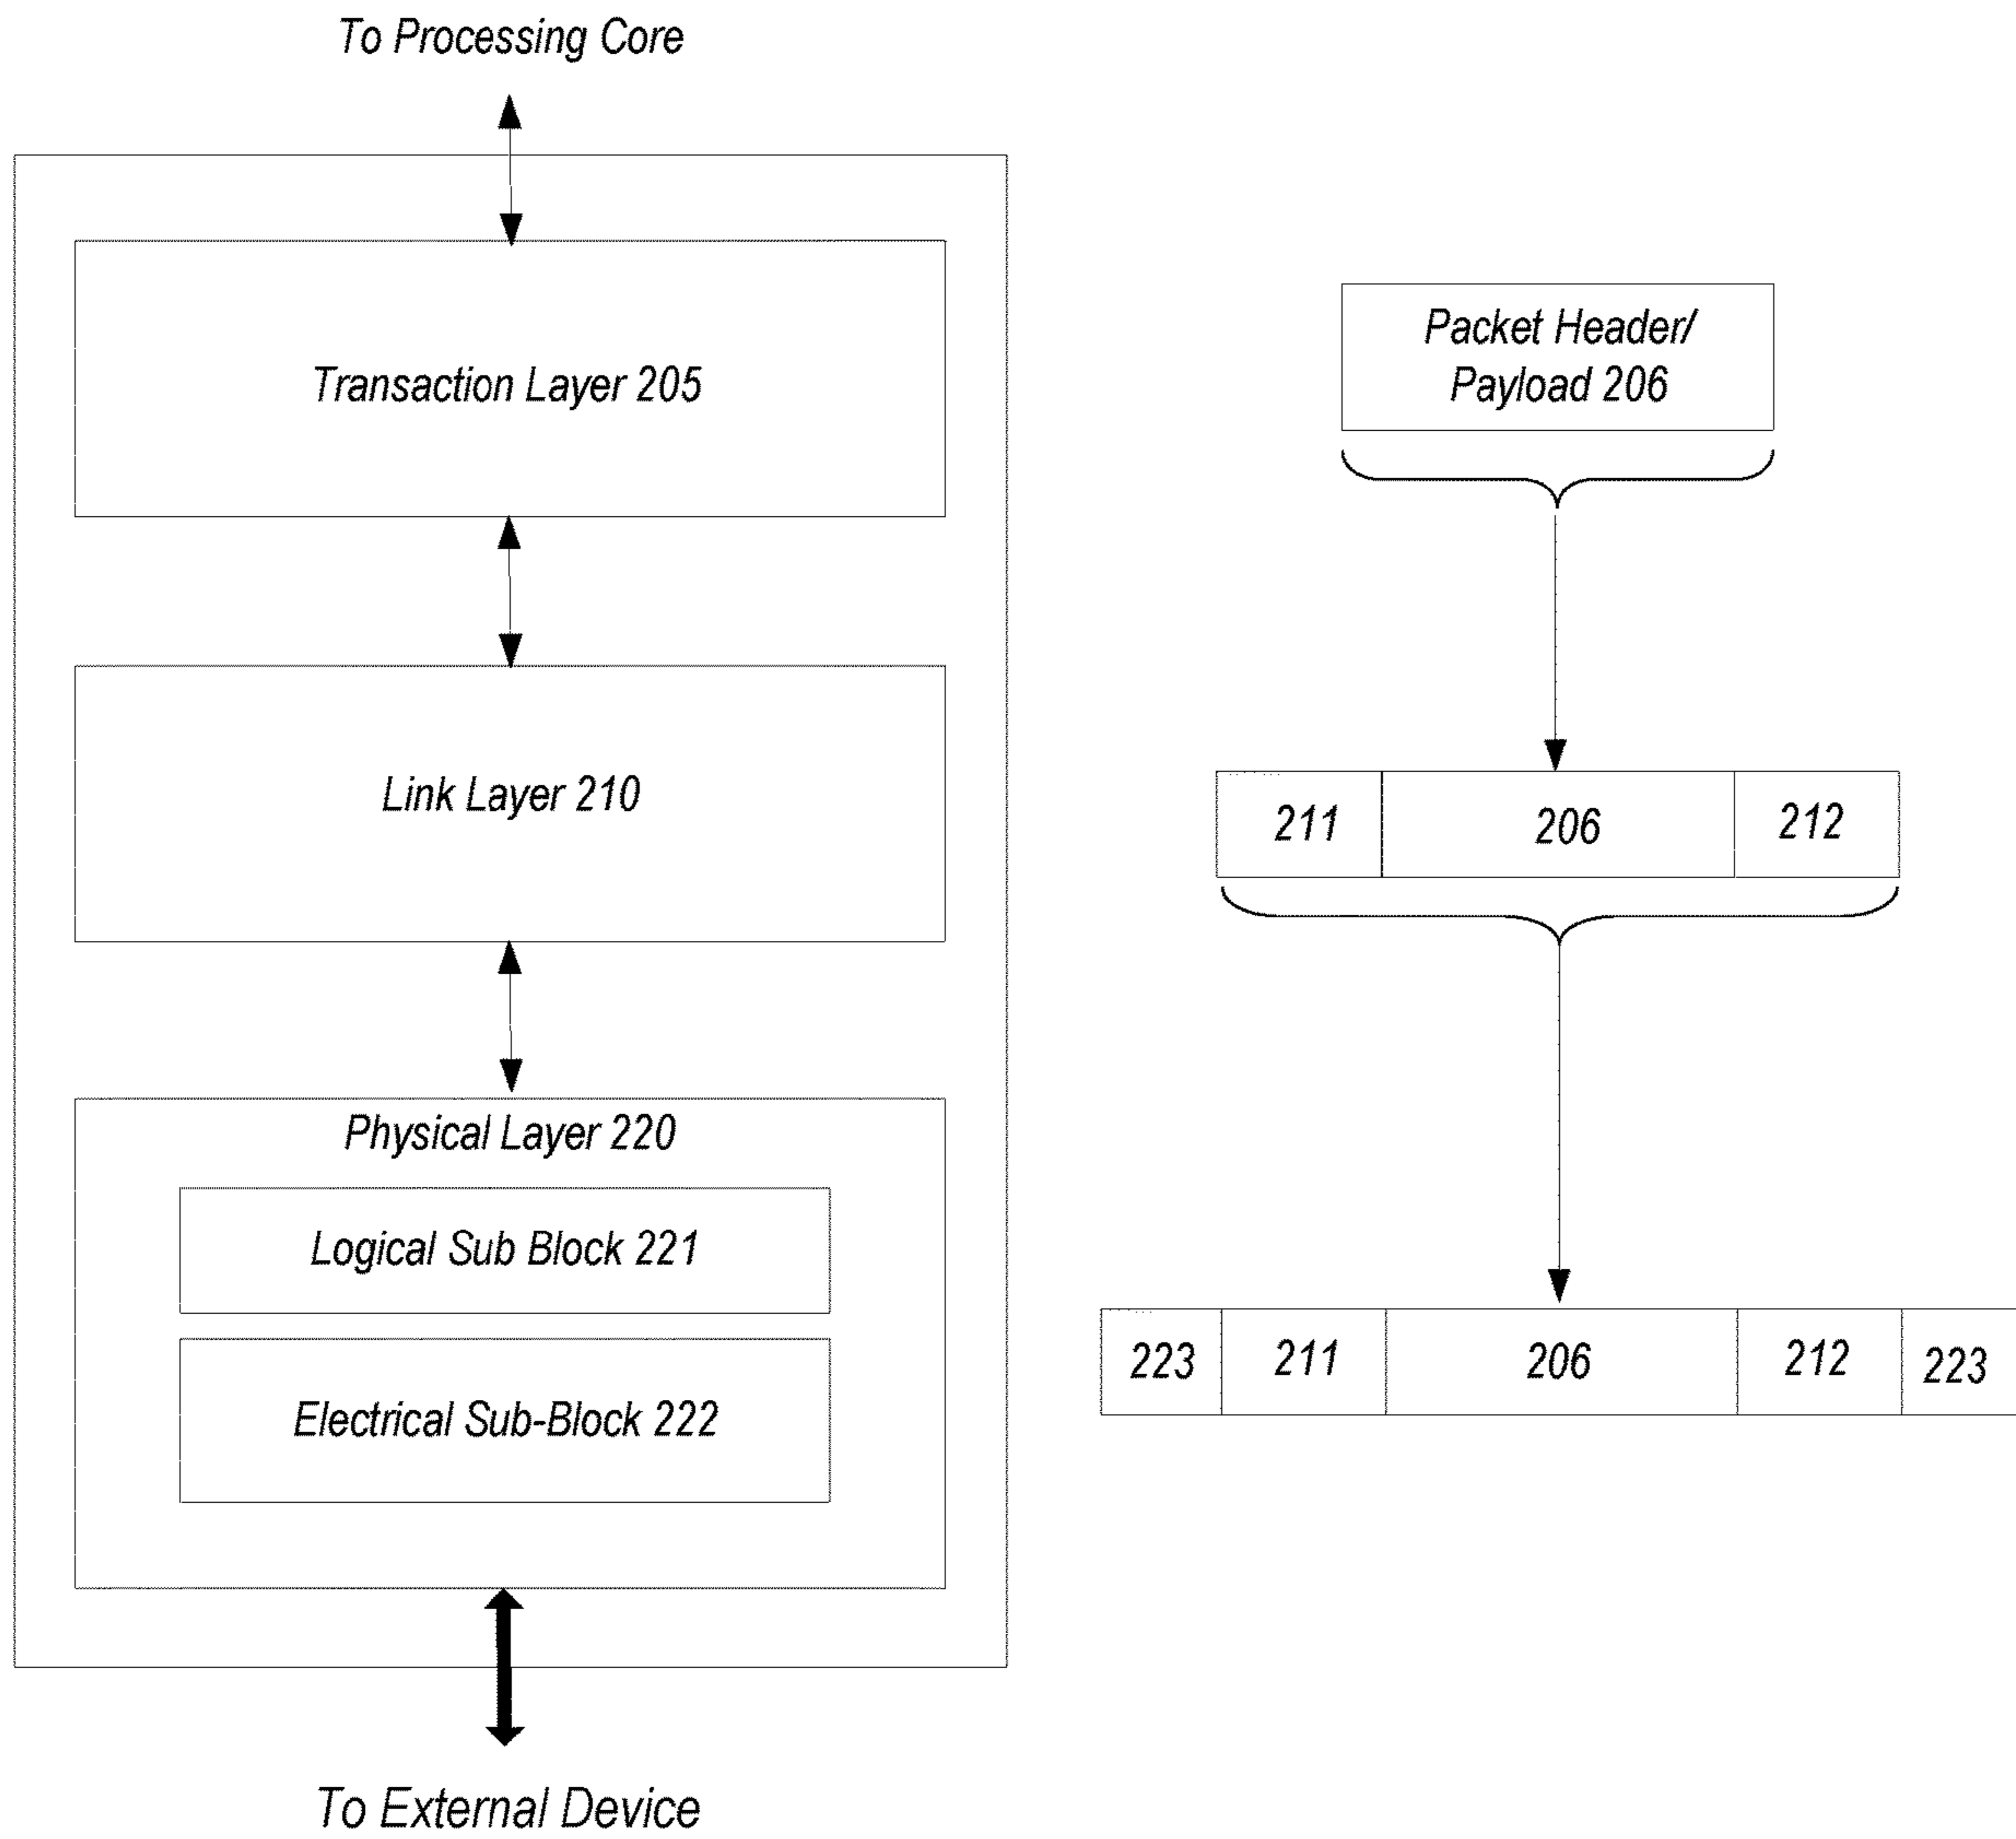 To Processing Core
Transaction Layer 205
Link Layer 210
Physical Layer 220
Logical Sub Block 221
Electrical Sub-Block 222
To External Device
Packet Header/
Payload 206
211 206 212
223 211 206 212 223